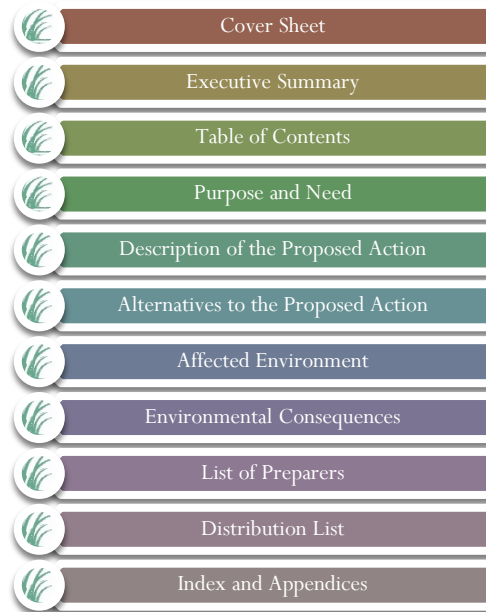 Cover Sheet
Executive Summary
Table of Contents
Purpose and Need
Description of the Proposed Action
Alternatives to the Proposed Action
Affected Environment
Environmental Consequences
List of Preparers
Distribution List
Index and Appendices